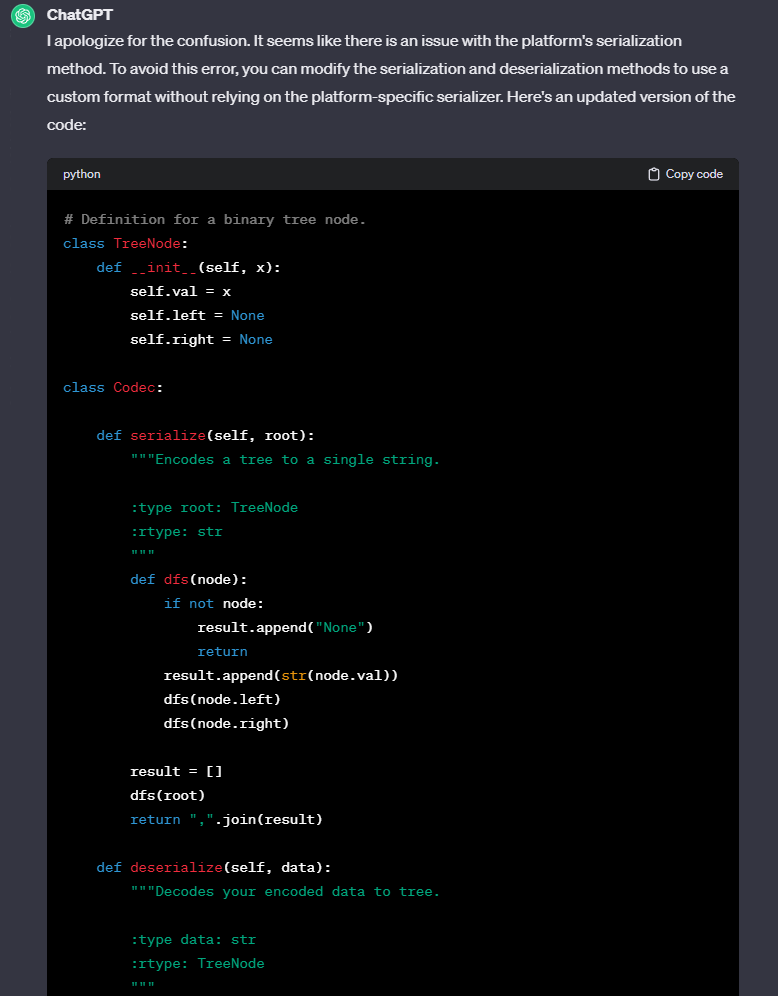 ChatGPT
I apologize for the confusion. It seems like there is an issue with the platform's serialization
method. To avoid this error, you can modify the serialization and deserialization methods to use a
custom format without relying on the platform-specific serializer. Here's an updated version of the
code:
python Copy code
# Definition for a binary tree node.
class TreeNode:
    def __init__(self, x):
        self.val = x
        self.left = None
        self.right = None
class Codec:
    def serialize(self, root):
        """Encodes a tree to a single string.
        :type root: TreeNode
        :rtype: str
        """
        def dfs(node):
            if not node:
                result.append("None")
                return
            result.append(str(node.val))
            dfs(node.left)
            dfs(node.right)
        result = []
        dfs(root)
        return ",".join(result)
    def deserialize(self, data):
        """Decodes your encoded data to tree.
        :type data: str
        :rtype: TreeNode
        """